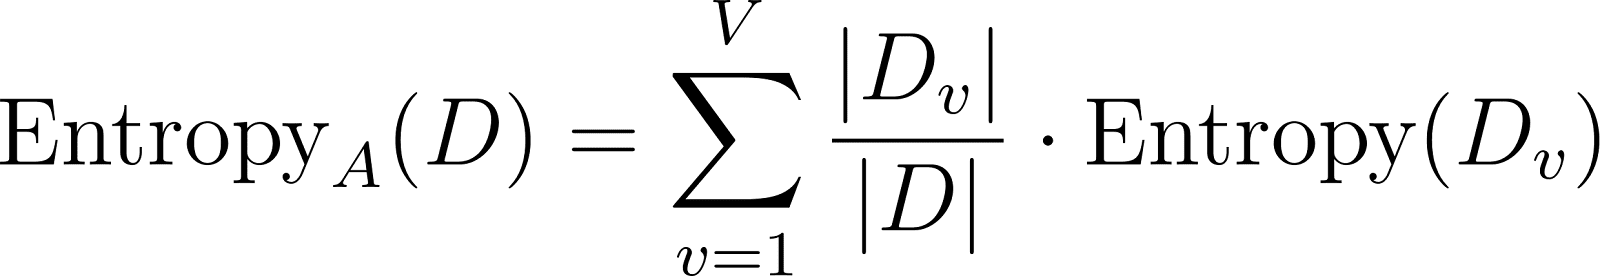 Entropy_A(D) = \sum_{v=1}^{V} \frac{|D_v|}{|D|} \cdot Entropy(D_v)